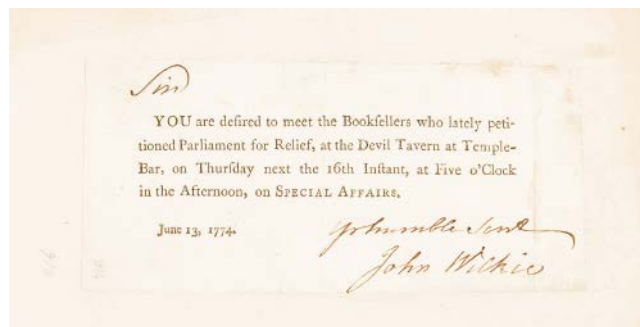 Sir
YOU are deſired to meet the Bookſellers who lately peti-
tioned Parliament for Relief, at the Devil Tavern at Temple-
Bar, on Thurſday next the 16th Inſtant, at Five o'Clock
in the Afternoon, on SPECIAL AFFAIRS.
June 13, 1774.
yr humble Servt
John Wilkie